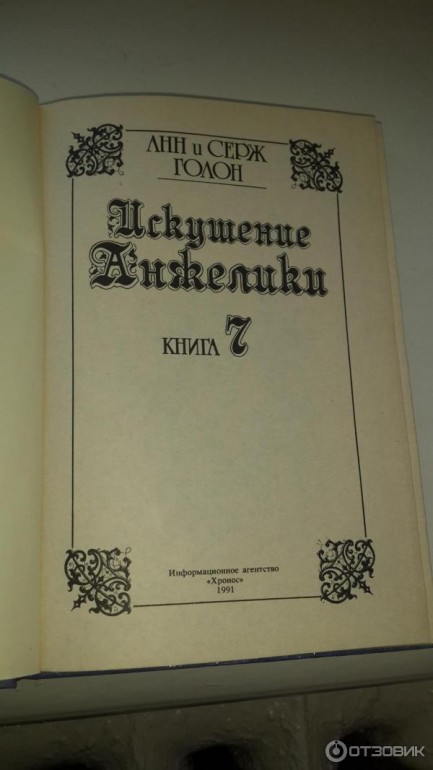 АНН и СЕРЖ
ГОЛОН
Искушение
Анжелики
КНИГА 7
Информационное агентство
«Хронос»
1991
ОТЗОВИК